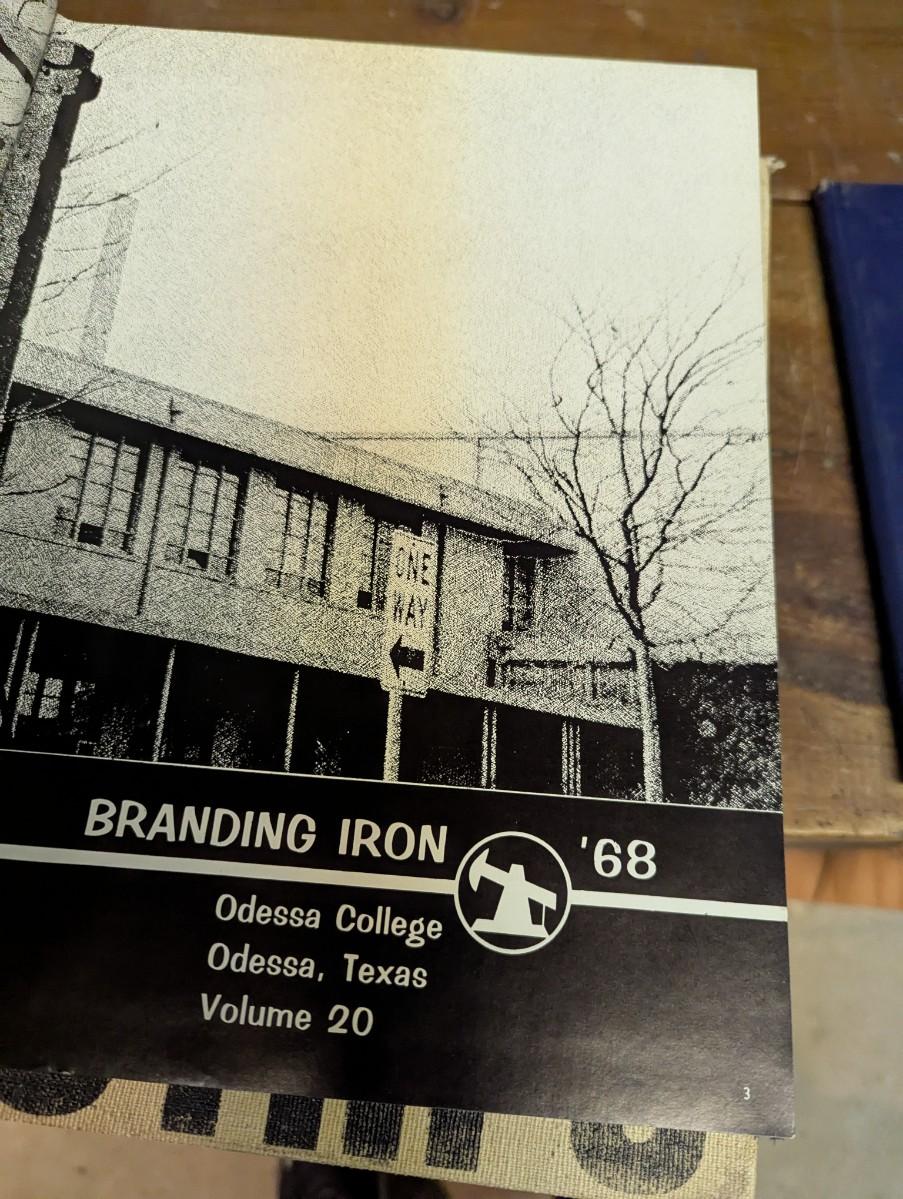 ONE
WAY
BRANDING IRON '68
Odessa College
Odessa, Texas
Volume 20
3